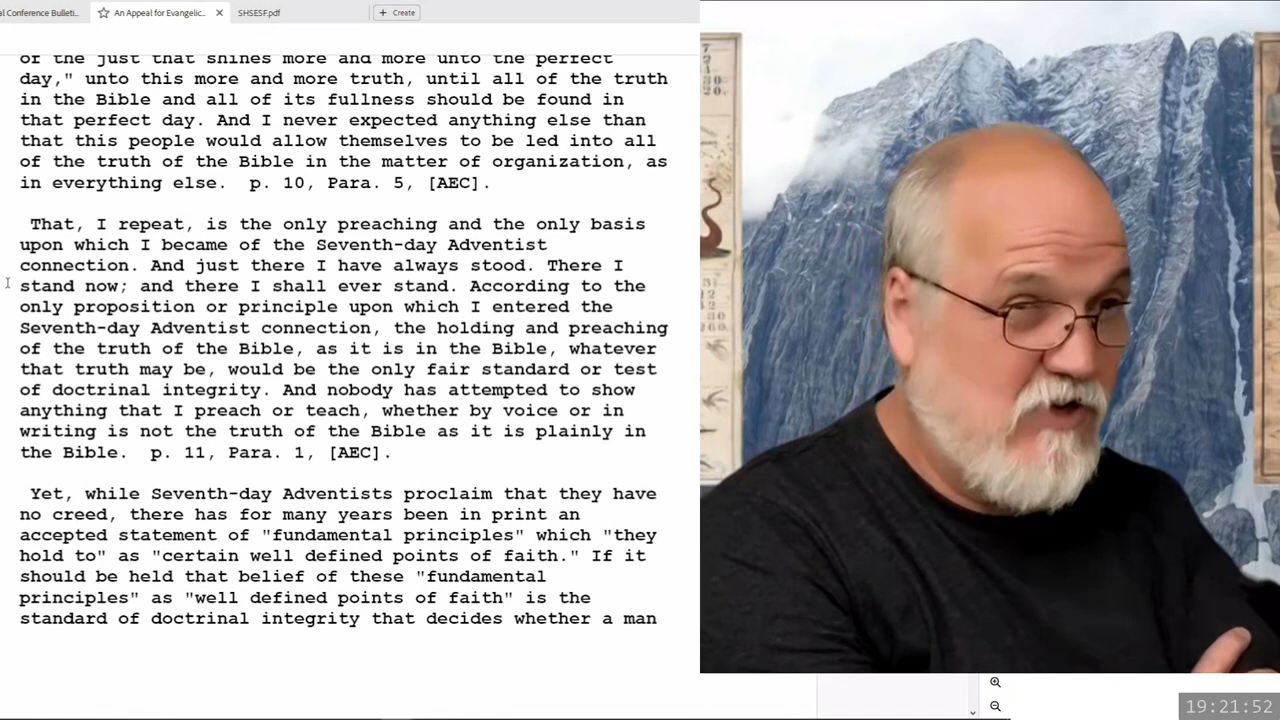 al Conference Bulleti..
An Appeal for Evangelic..
SHSESF.pdf
+ Create
of the just that shines more and more unto the perfect
day," unto this more and more truth, until all of the truth
in the Bible and all of its fullness should be found in
that perfect day. And I never expected anything else than
that this people would allow themselves to be led into all
of the truth of the Bible in the matter of organization, as
in everything else. p. 10, Para. 5, [AEC].
That, I repeat, is the only preaching and the only basis
upon which I became of the Seventh-day Adventist
connection. And just there I have always stood. There I
stand now; and there I shall ever stand. According to the
only proposition or principle upon which I entered the
Seventh-day Adventist connection, the holding and preaching
of the truth of the Bible, as it is in the Bible, whatever
that truth may be, would be the only fair standard or test
of doctrinal integrity. And nobody has attempted to show
anything that I preach or teach, whether by voice or in
writing is not the truth of the Bible as it is plainly in
the Bible. p. 11, Para. 1, [AEC].
Yet, while Seventh-day Adventists proclaim that they have
no creed, there has for many years been in print an
accepted statement of "fundamental principles" which "they
hold to" as "certain well defined points of faith." If it
should be held that belief of these "fundamental
principles" as "well defined points of faith" is the
standard of doctrinal integrity that decides whether a man
19:21:52